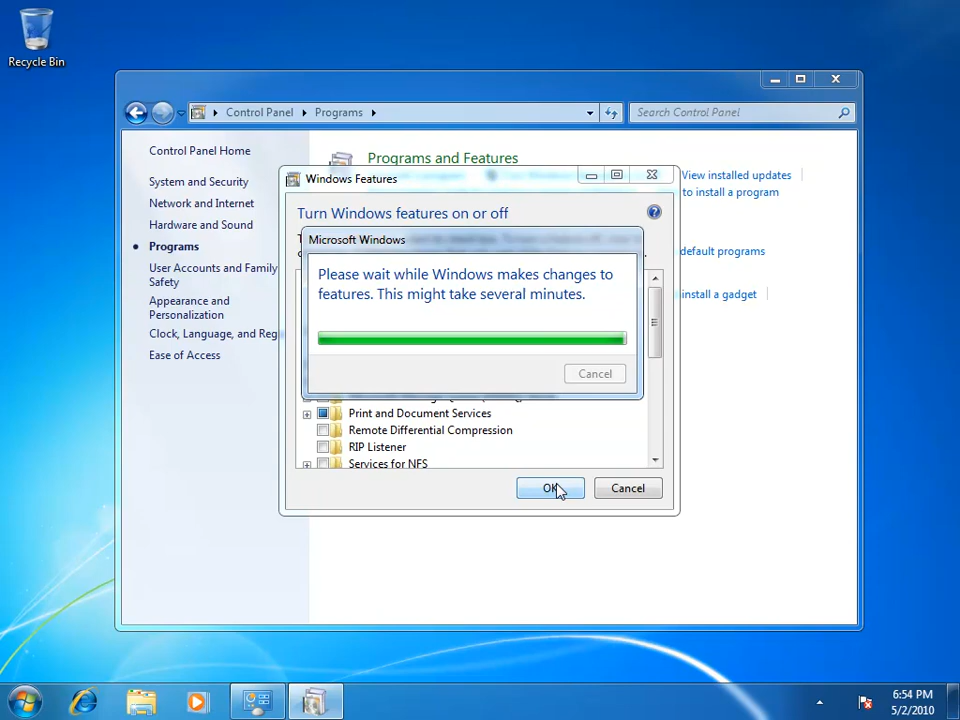 Recycle Bin
Control Panel
Programs
Search Control Panel
Control Panel Home
System and Security
Network and Internet
Hardware and Sound
Programs
User Accounts and Family
Safety
Appearance and
Personalization
Clock, Language, and Reg
Ease of Access
Programs and Features
View installed updates
to install a program
default programs
install a gadget
Windows Features
Turn Windows features on or off
Microsoft Windows
Please wait while Windows makes changes to
features. This might take several minutes.
Cancel
Print and Document Services
Remote Differential Compression
RIP Listener
Services for NFS
OK
Cancel
6:54 PM
5/2/2010